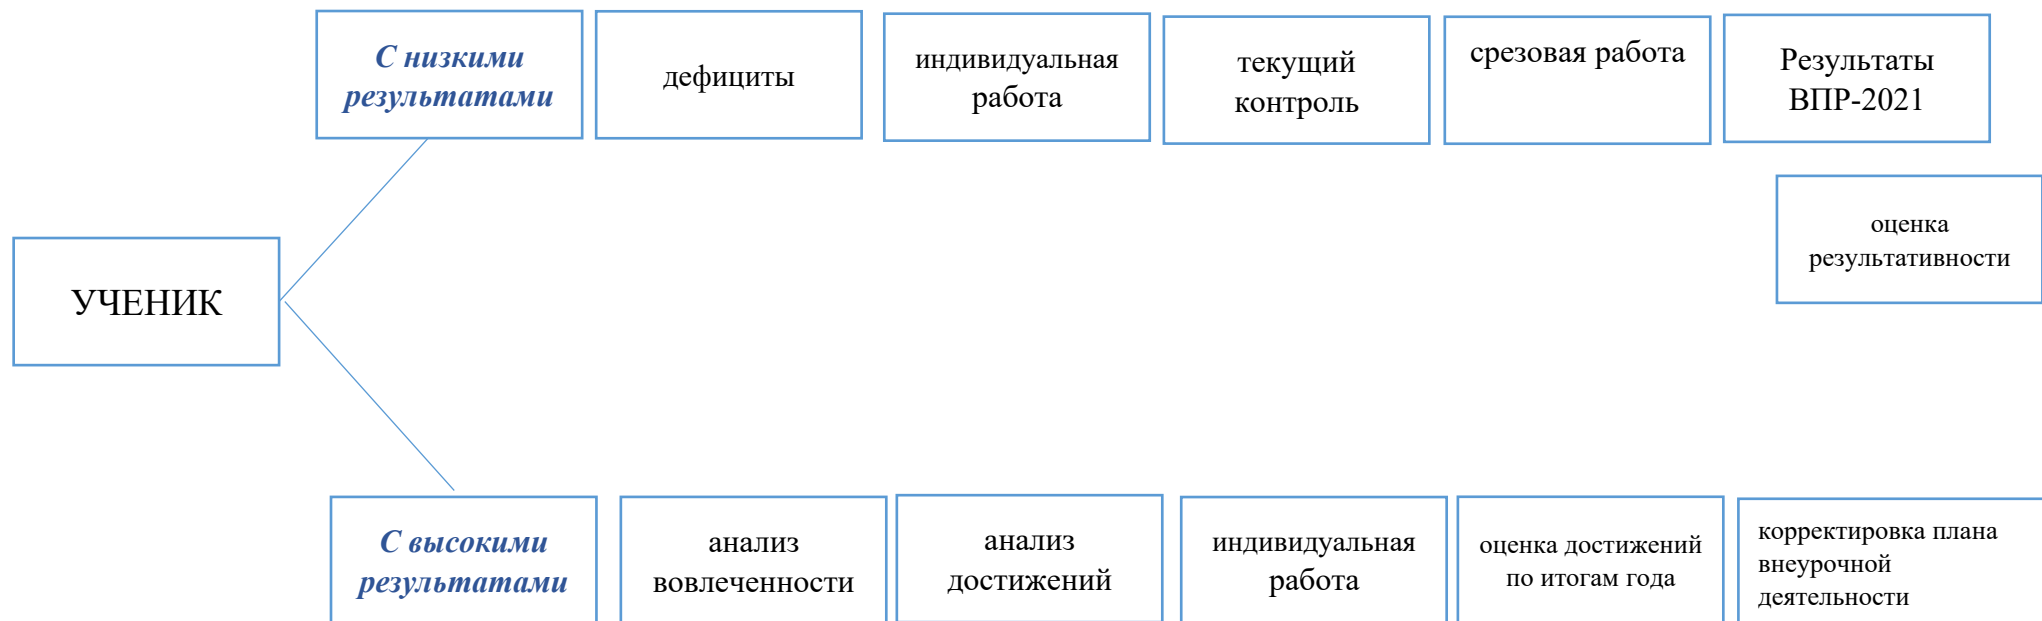 С низкими
результатами
дефициты
индивидуальная
работа
текущий
контроль
срезовая работа
Результаты
ВПР-2021
оценка
результативности
УЧЕНИК
С высокими
результатами
анализ
вовлеченности
анализ
достижений
индивидуальная
работа
оценка достижений
по итогам года
корректировка плана
внеурочной
деятельности